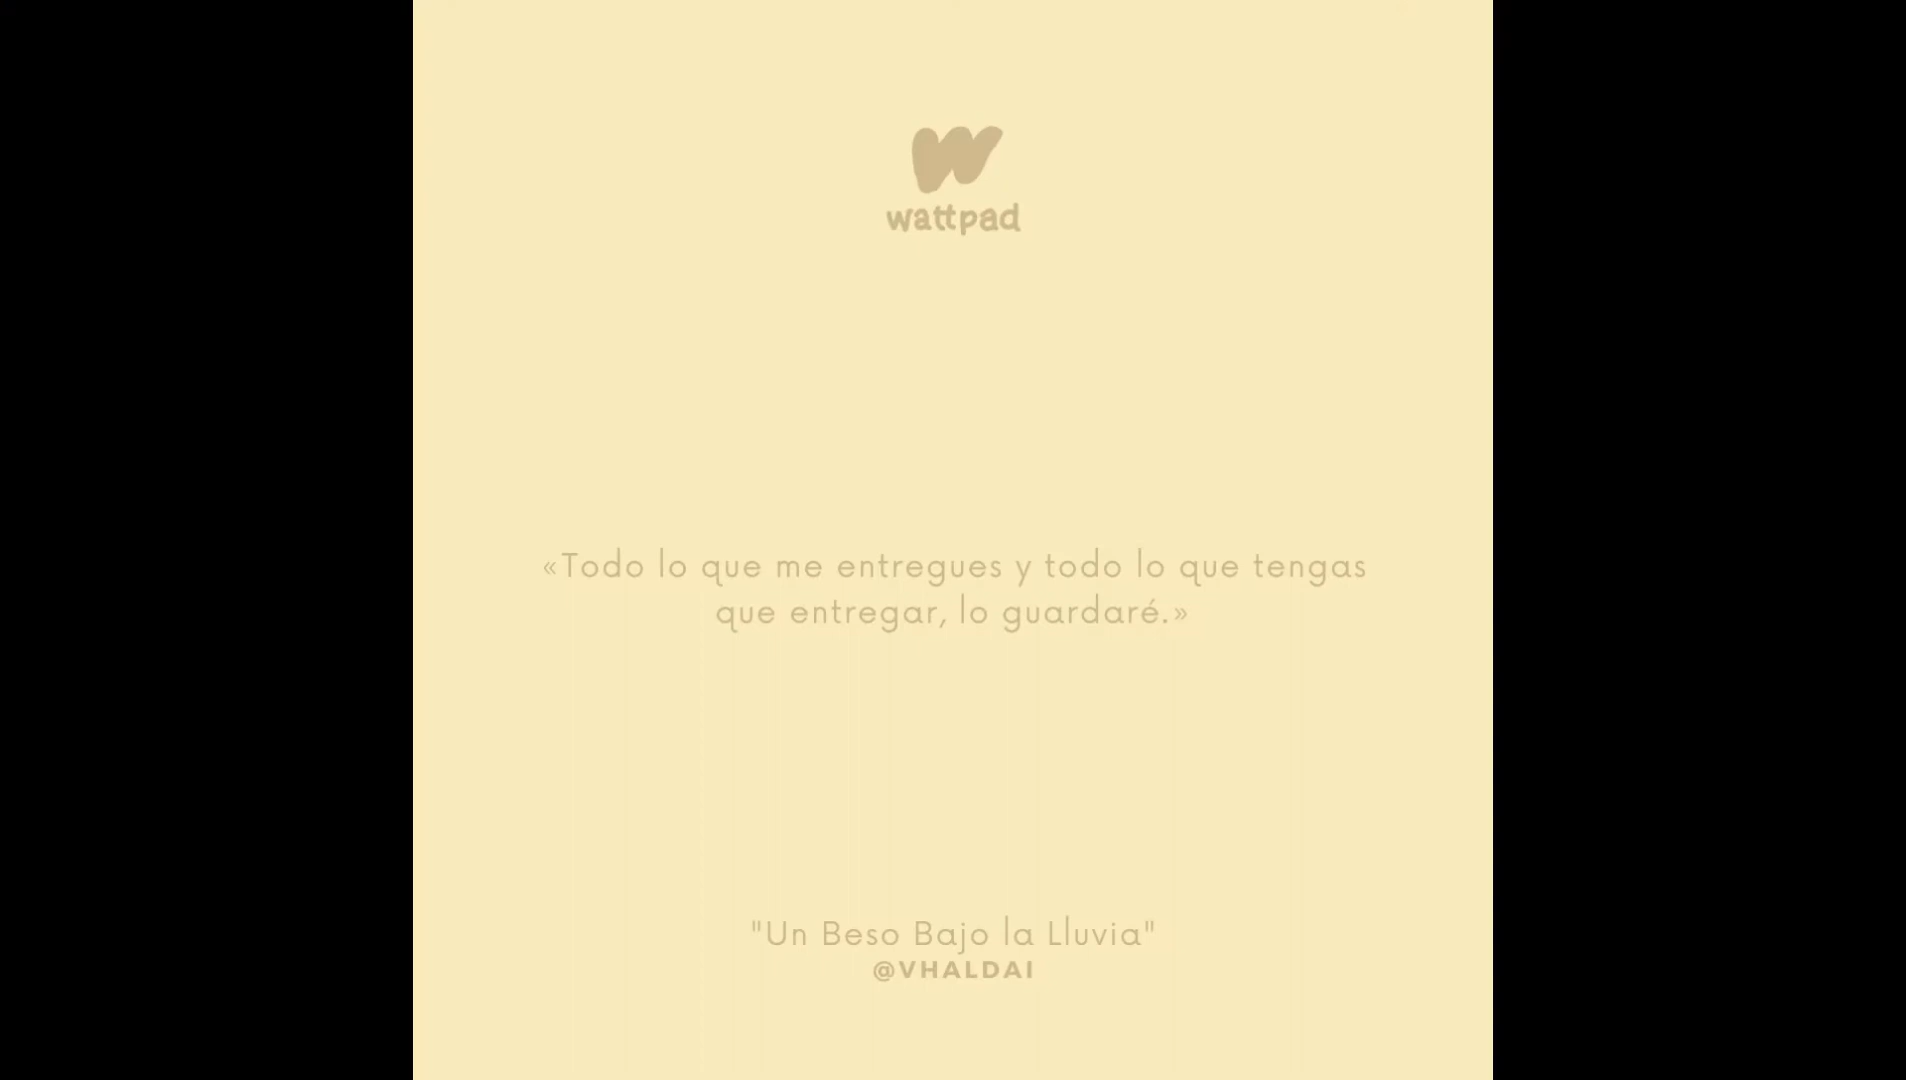 wattpad
«Todo lo que me entregues y todo lo que tengas
que entregar, lo guardaré.»
"Un Beso Bajo la Lluvia"
@VHALDAI